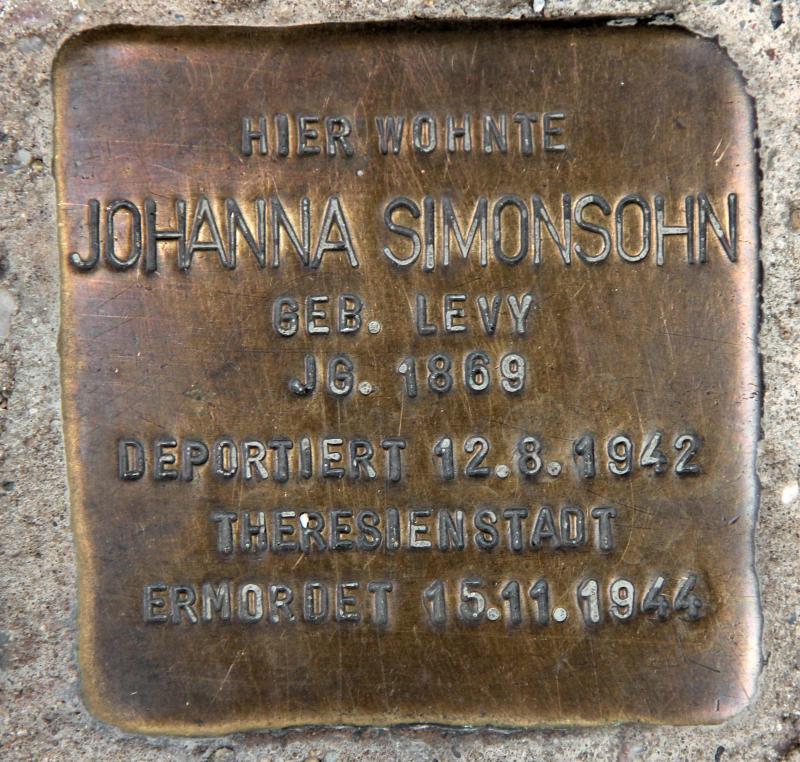 HIER WOHNTE
JOHANNA SIMONSOHN
GEB. LEVY
JG. 1869
DEPORTIERT 12.8.1942
THERESIENSTADT
ERMORDET 15.11.1944